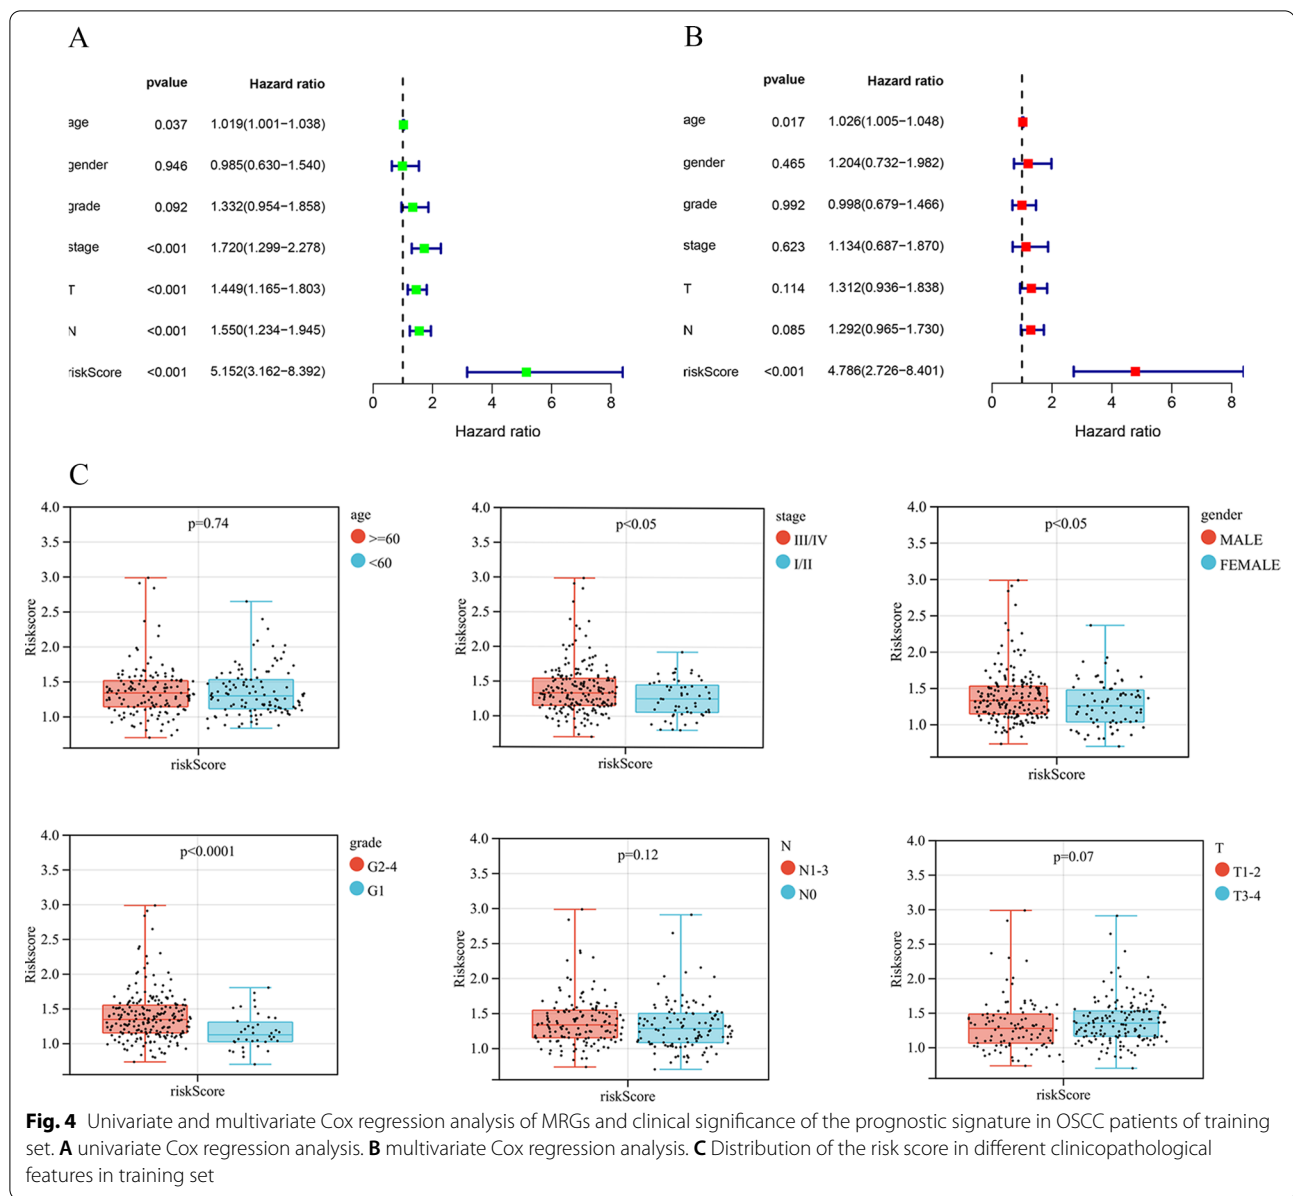 A
pvalue Hazard ratio
age 0.037 1.019(1.001−1.038)
gender 0.946 0.985(0.630−1.540)
grade 0.092 1.332(0.954−1.858)
stage <0.001 1.720(1.299−2.278)
T <0.001 1.449(1.165−1.803)
N <0.001 1.550(1.234−1.945)
riskScore <0.001 5.152(3.162−8.392)
0 2 4 6 8
Hazard ratio
B
pvalue Hazard ratio
age 0.017 1.026(1.005−1.048)
gender 0.465 1.204(0.732−1.982)
grade 0.992 0.998(0.679−1.466)
stage 0.623 1.134(0.687−1.870)
T 0.114 1.312(0.936−1.838)
N 0.085 1.292(0.965−1.730)
riskScore <0.001 4.786(2.726−8.401)
0 2 4 6 8
Hazard ratio
C
4.0
3.5
3.0
2.5
2.0
1.5
1.0
Riskscore
p=0.74
riskScore
age
>=60
<60
4.0
3.5
3.0
2.5
2.0
1.5
1.0
Riskscore
p<0.05
riskScore
stage
III/IV
I/II
4.0
3.5
3.0
2.5
2.0
1.5
1.0
Riskscore
p<0.05
riskScore
gender
MALE
FEMALE
4.0
3.5
3.0
2.5
2.0
1.5
1.0
Riskscore
p<0.0001
riskScore
grade
G2-4
G1
4.0
3.5
3.0
2.5
2.0
1.5
1.0
Riskscore
p=0.12
riskScore
N
N1-3
N0
4.0
3.5
3.0
2.5
2.0
1.5
1.0
Riskscore
p=0.07
riskScore
T
T1-2
T3-4
Fig. 4 Univariate and multivariate Cox regression analysis of MRGs and clinical significance of the prognostic signature in OSCC patients of training
set. A univariate Cox regression analysis. B multivariate Cox regression analysis. C Distribution of the risk score in different clinicopathological
features in training set